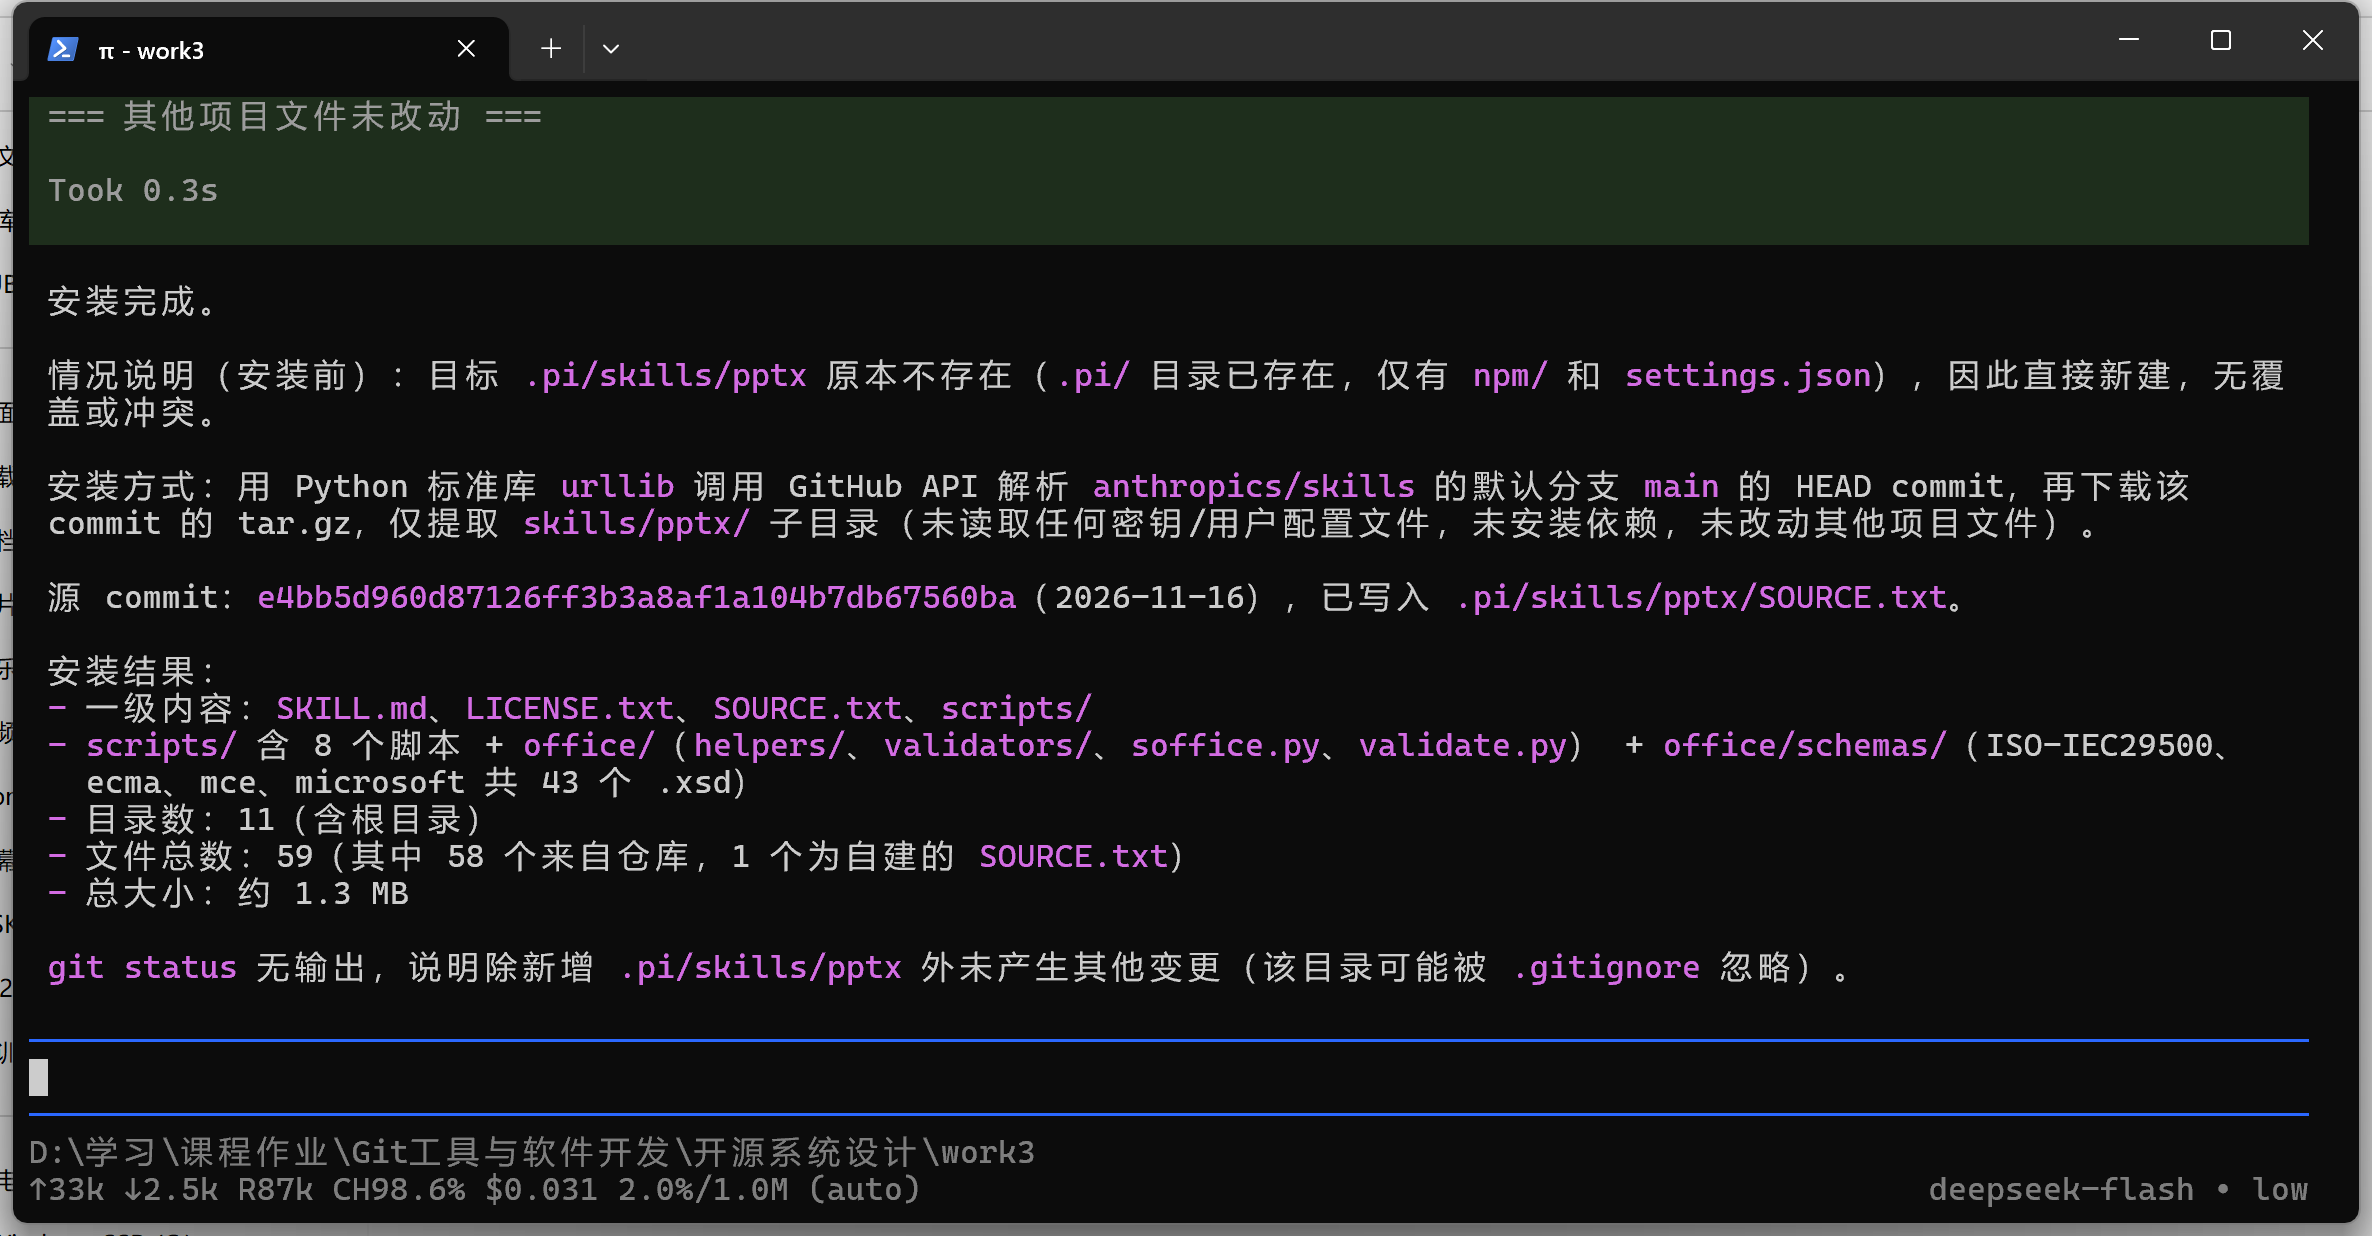 π - work3
=== 其他项目文件未改动 ===
Took 0.3s
安装完成。
情况说明（安装前）：目标 .pi/skills/pptx 原本不存在（.pi/ 目录已存在，仅有 npm/ 和 settings.json），因此直接新建，无覆
盖或冲突。
安装方式：用 Python 标准库 urllib 调用 GitHub API 解析 anthropics/skills 的默认分支 main 的 HEAD commit，再下载该
commit 的 tar.gz，仅提取 skills/pptx/ 子目录（未读取任何密钥/用户配置文件，未安装依赖，未改动其他项目文件）。
源 commit：e4bb5d960d87126ff3b3a8af1a104b7db67560ba（2026-11-16），已写入 .pi/skills/pptx/SOURCE.txt。
安装结果：
- 一级内容：SKILL.md、LICENSE.txt、SOURCE.txt、scripts/
- scripts/ 含 8 个脚本 + office/（helpers/、validators/、soffice.py、validate.py） + office/schemas/（ISO-IEC29500、
ecma、mce、microsoft 共 43 个 .xsd）
- 目录数：11（含根目录）
- 文件总数：59（其中 58 个来自仓库，1 个为自建的 SOURCE.txt）
- 总大小：约 1.3 MB
git status 无输出，说明除新增 .pi/skills/pptx 外未产生其他变更（该目录可能被 .gitignore 忽略）。
D:\学习\课程作业\Git工具与软件开发\开源系统设计\work3
↑33k ↓2.5k R87k CH98.6% $0.031 2.0%/1.0M (auto)
deepseek-flash • low